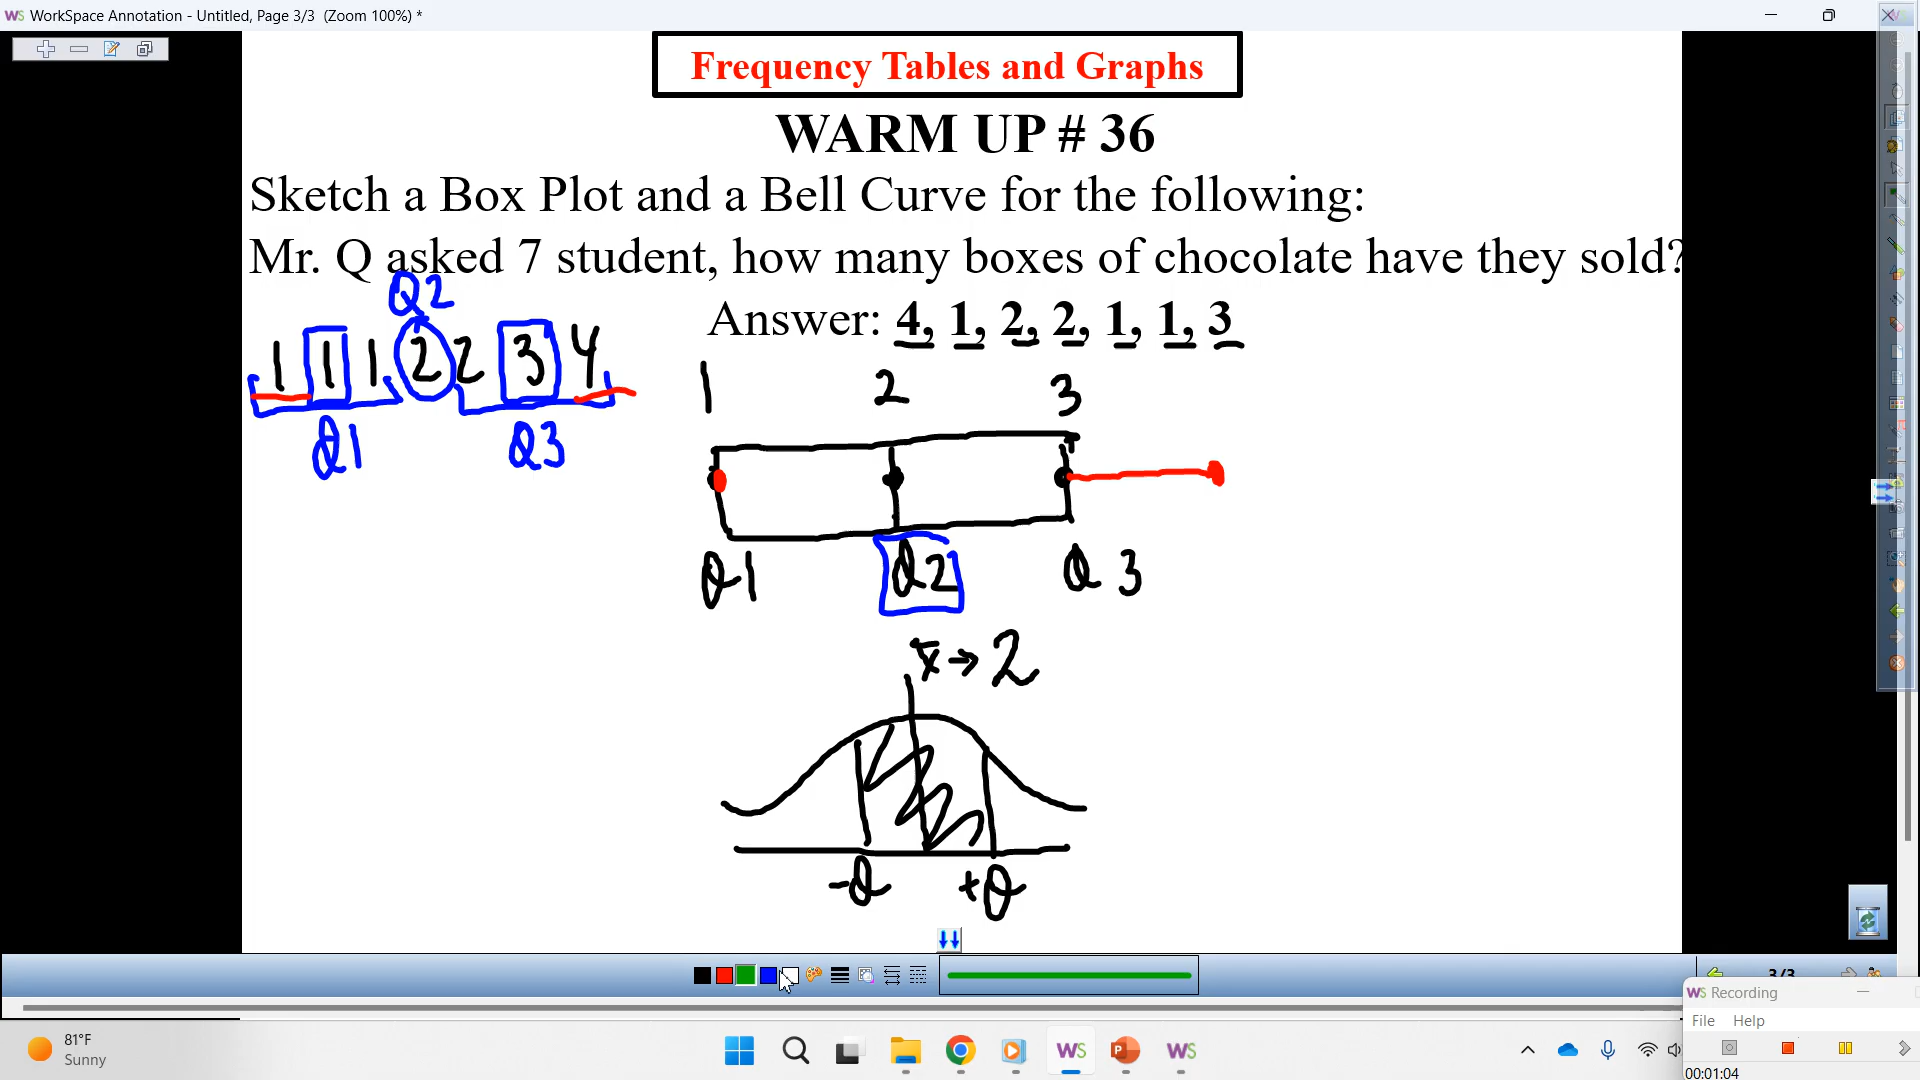 WS WorkSpace Annotation - Untitled, Page 3/3 (Zoom 100%) *
Frequency Tables and Graphs
WARM UP # 36
Sketch a Box Plot and a Bell Curve for the following:
Mr. Q asked 7 student, how many boxes of chocolate have they sold?
Q2
Answer: 4, 1, 2, 2, 1, 1, 3
1 1 1 2 2 3 4
1 2 3
Q1 Q3
Q1 Q2 Q3
x̄ → 2
-Q +Q
3/3
WS Recording
File Help
81°F
Sunny
WS P WS
00:01:04